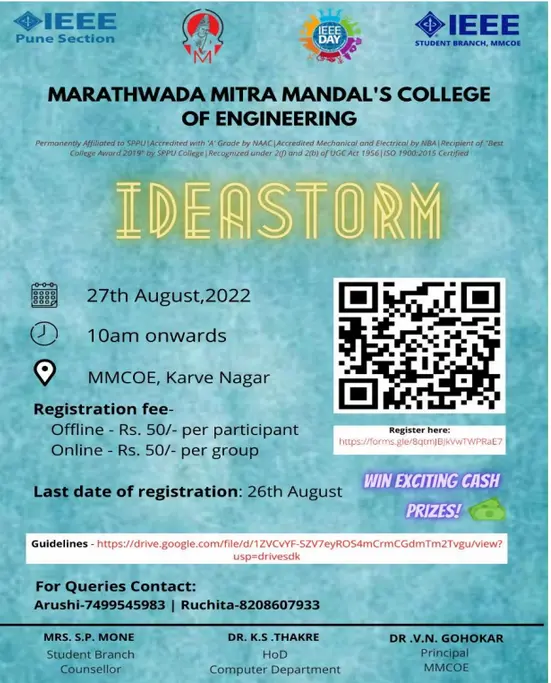 IEEE
Pune Section
M
IEEE
DAY
IEEE
STUDENT BRANCH, MMCOE
MARATHWADA MITRA MANDAL'S COLLEGE
OF ENGINEERING
Permanently Affiliated to SPPU|Accredited with 'A' Grade by NAAC|Accredited Mechanical and Electrical by NBA|Recipient of "Best
College Award 2019" by SPPU College|Recognized under 2(f) and 2(b) of UGC Act 1956|ISO 1900:2015 Certified
IDEASTORM
27th August,2022
10am onwards
MMCOE, Karve Nagar
Registration fee-
Offline - Rs. 50/- per participant
Online - Rs. 50/- per group
Last date of registration: 26th August
Register here:
https://forms.gle/8qtmJBJkVwTWPRaE7
WIN EXCITING CASH
PRIZES!
Guidelines - https://drive.google.com/file/d/1ZVCvYF-SZV7eyROS4mCrmCGdmTm2Tvgu/view?
usp=drivesdk
For Queries Contact:
Arushi-7499545983 | Ruchita-8208607933
MRS. S.P. MONE
Student Branch
Counsellor
DR. K.S .THAKRE
HoD
Computer Department
DR .V.N. GOHOKAR
Principal
MMCOE